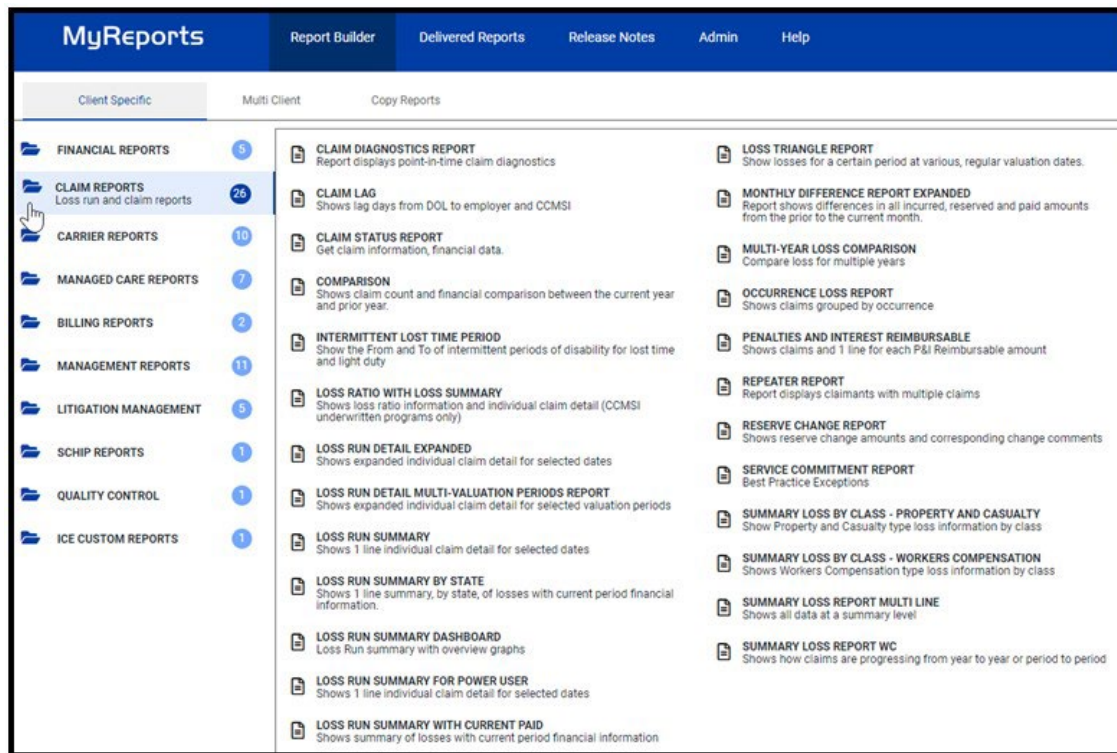 MyReports
Report Builder
Delivered Reports
Release Notes
Admin
Help
Client Specific
Multi Client
Copy Reports
FINANCIAL REPORTS 5
CLAIM REPORTS 26
Loss run and claim reports
CARRIER REPORTS 10
MANAGED CARE REPORTS 7
BILLING REPORTS 2
MANAGEMENT REPORTS 11
LITIGATION MANAGEMENT 5
SCHIP REPORTS 1
QUALITY CONTROL 1
ICE CUSTOM REPORTS 1
CLAIM DIAGNOSTICS REPORT
Report displays point-in-time claim diagnostics
CLAIM LAG
Shows lag days from DOL to employer and CCMSI
CLAIM STATUS REPORT
Get claim information, financial data.
COMPARISON
Shows claim count and financial comparison between the current year
and prior year.
INTERMITTENT LOST TIME PERIOD
Show the From and To of intermittent periods of disability for lost time
and light duty
LOSS RATIO WITH LOSS SUMMARY
Shows loss ratio information and individual claim detail (CCMSI
underwritten programs only)
LOSS RUN DETAIL EXPANDED
Shows expanded individual claim detail for selected dates
LOSS RUN DETAIL MULTI-VALUATION PERIODS REPORT
Shows expanded individual claim detail for selected valuation periods
LOSS RUN SUMMARY
Shows 1 line individual claim detail for selected dates
LOSS RUN SUMMARY BY STATE
Shows 1 line summary, by state, of losses with current period financial
information.
LOSS RUN SUMMARY DASHBOARD
Loss Run summary with overview graphs
LOSS RUN SUMMARY FOR POWER USER
Shows 1 line individual claim detail for selected dates
LOSS RUN SUMMARY WITH CURRENT PAID
Shows summary of losses with current period financial information
LOSS TRIANGLE REPORT
Show losses for a certain period at various, regular valuation dates.
MONTHLY DIFFERENCE REPORT EXPANDED
Report shows differences in all incurred, reserved and paid amounts
from the prior to the current month.
MULTI-YEAR LOSS COMPARISON
Compare loss for multiple years
OCCURRENCE LOSS REPORT
Shows claims grouped by occurrence
PENALTIES AND INTEREST REIMBURSABLE
Shows claims and 1 line for each P&I Reimbursable amount
REPEATER REPORT
Report displays claimants with multiple claims
RESERVE CHANGE REPORT
Shows reserve change amounts and corresponding change comments
SERVICE COMMITMENT REPORT
Best Practice Exceptions
SUMMARY LOSS BY CLASS - PROPERTY AND CASUALTY
Show Property and Casualty type loss information by class
SUMMARY LOSS BY CLASS - WORKERS COMPENSATION
Shows Workers Compensation type loss information by class
SUMMARY LOSS REPORT MULTI LINE
Shows all data at a summary level
SUMMARY LOSS REPORT WC
Shows how claims are progressing from year to year or period to period